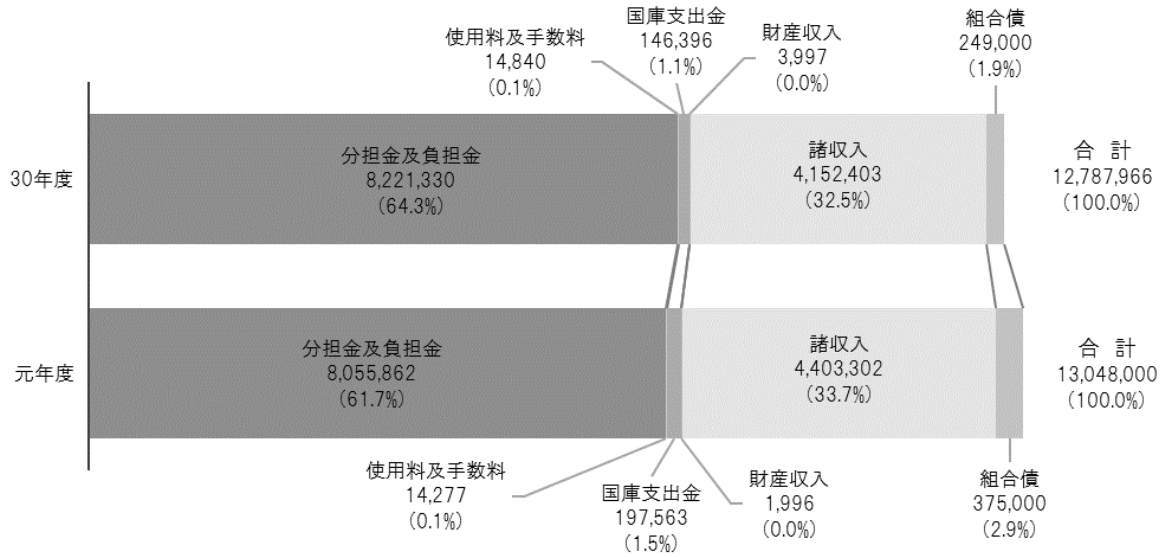 使用料及手数料
14,840
(0.1%)
国庫支出金
146,396
(1.1%)
財産収入
3,997
(0.0%)
組合債
249,000
(1.9%)
30年度
分担金及負担金
8,221,330
(64.3%)
諸収入
4,152,403
(32.5%)
合 計
12,787,966
(100.0%)
元年度
分担金及負担金
8,055,862
(61.7%)
諸収入
4,403,302
(33.7%)
合 計
13,048,000
(100.0%)
使用料及手数料
14,277
(0.1%)
国庫支出金
197,563
(1.5%)
財産収入
1,996
(0.0%)
組合債
375,000
(2.9%)